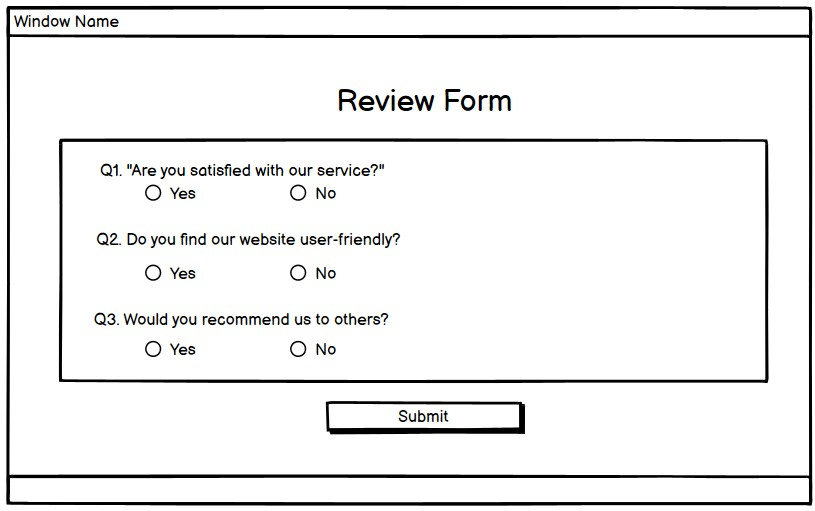 Window Name
Review Form
Q1. "Are you satisfied with our service?"
Yes No
Q2. Do you find our website user-friendly?
Yes No
Q3. Would you recommend us to others?
Yes No
Submit